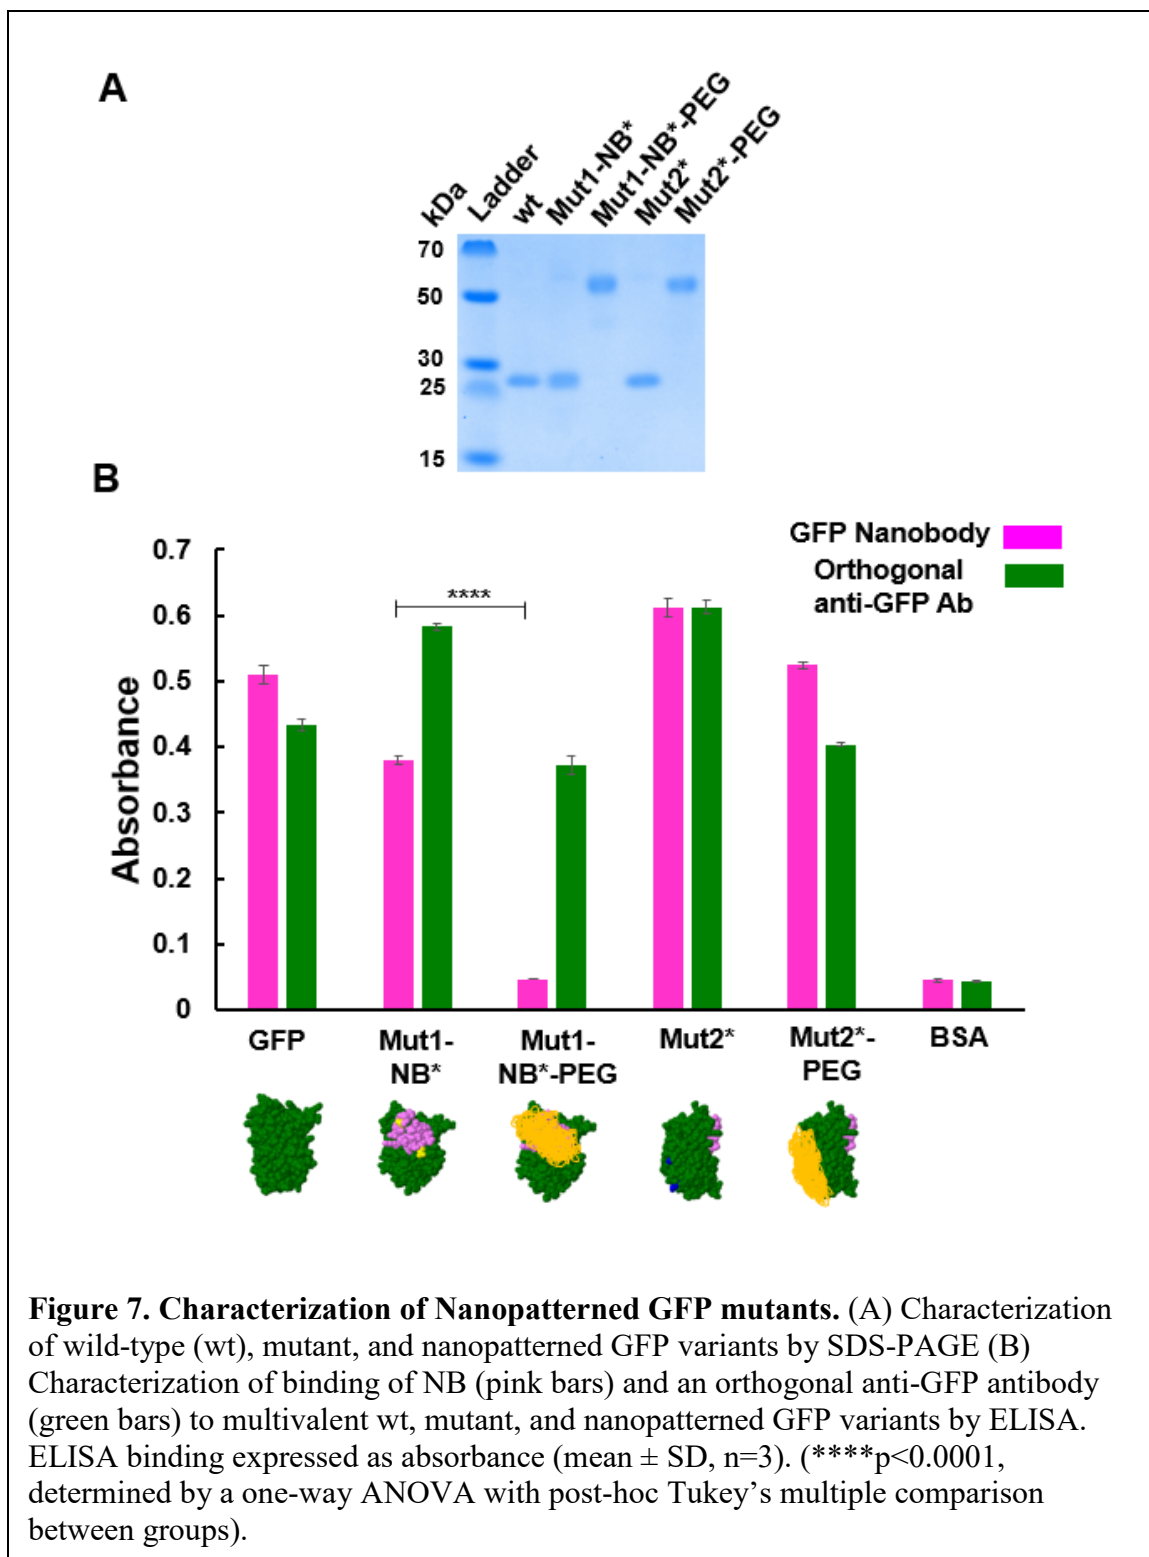 A
kDa
Ladder
wt
Mut1-NB*
Mut1-NB*-PEG
Mut2*
Mut2*-PEG
70
50
30
25
15
B
GFP Nanobody
Orthogonal
anti-GFP Ab
****
Absorbance
0.7
0.6
0.5
0.4
0.3
0.2
0.1
0
GFP
Mut1-
NB*
Mut1-
NB*-PEG
Mut2*
Mut2*-
PEG
BSA
Figure 7. Characterization of Nanopatterned GFP mutants. (A) Characterization
of wild-type (wt), mutant, and nanopatterned GFP variants by SDS-PAGE (B)
Characterization of binding of NB (pink bars) and an orthogonal anti-GFP antibody
(green bars) to multivalent wt, mutant, and nanopatterned GFP variants by ELISA.
ELISA binding expressed as absorbance (mean ± SD, n=3). (****p<0.0001,
determined by a one-way ANOVA with post-hoc Tukey’s multiple comparison
between groups).